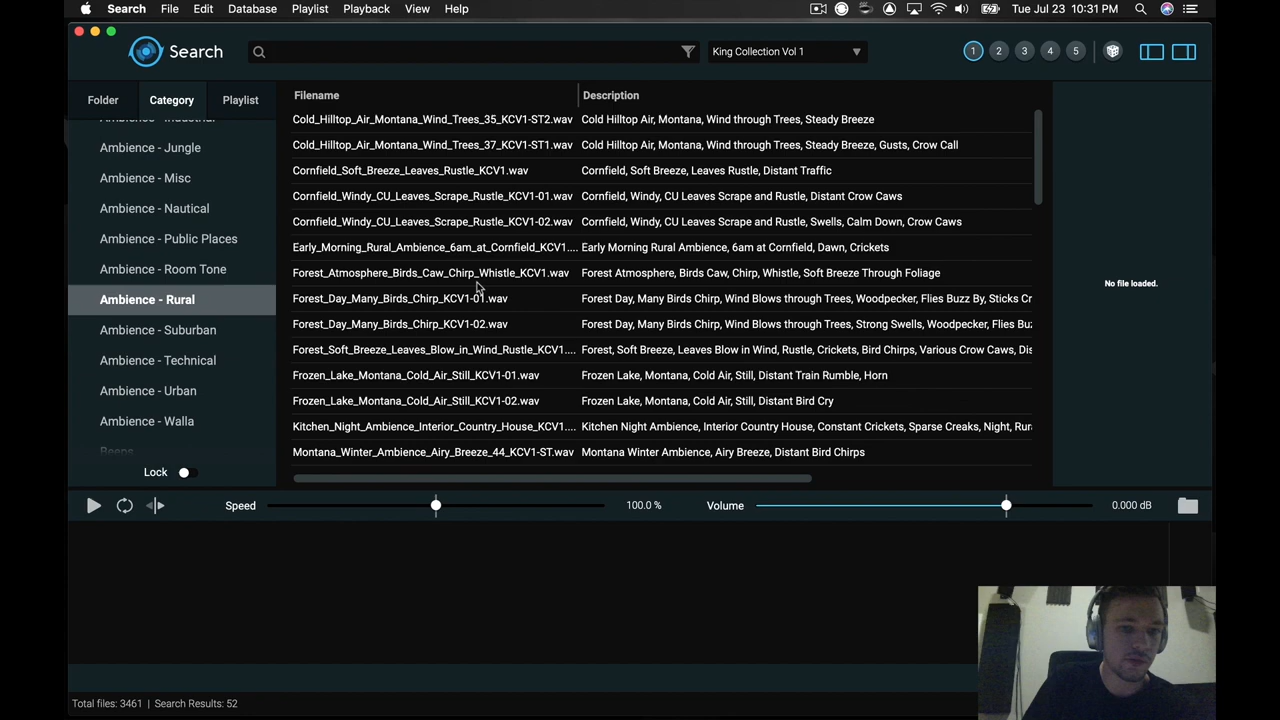 Search File Edit Database Playlist Playback View Help Tue Jul 23 10:31 PM
Search King Collection Vol 1 1 2 3 4 5
Folder Category Playlist
Ambience - Industrial
Ambience - Jungle
Ambience - Misc
Ambience - Nautical
Ambience - Public Places
Ambience - Room Tone
Ambience - Rural
Ambience - Suburban
Ambience - Technical
Ambience - Urban
Ambience - Walla
Beeps
Lock
Filename Description
Cold_Hilltop_Air_Montana_Wind_Trees_35_KCV1-ST2.wav Cold Hilltop Air, Montana, Wind through Trees, Steady Breeze
Cold_Hilltop_Air_Montana_Wind_Trees_37_KCV1-ST1.wav Cold Hilltop Air, Montana, Wind through Trees, Steady Breeze, Gusts, Crow Call
Cornfield_Soft_Breeze_Leaves_Rustle_KCV1.wav Cornfield, Soft Breeze, Leaves Rustle, Distant Traffic
Cornfield_Windy_CU_Leaves_Scrape_Rustle_KCV1-01.wav Cornfield, Windy, CU Leaves Scrape and Rustle, Distant Crow Caws
Cornfield_Windy_CU_Leaves_Scrape_Rustle_KCV1-02.wav Cornfield, Windy, CU Leaves Scrape and Rustle, Swells, Calm Down, Crow Caws
Early_Morning_Rural_Ambience_6am_at_Cornfield_KCV1.... Early Morning Rural Ambience, 6am at Cornfield, Dawn, Crickets
Forest_Atmosphere_Birds_Caw_Chirp_Whistle_KCV1.wav Forest Atmosphere, Birds Caw, Chirp, Whistle, Soft Breeze Through Foliage
Forest_Day_Many_Birds_Chirp_KCV1-01.wav Forest Day, Many Birds Chirp, Wind Blows through Trees, Woodpecker, Flies Buzz By, Sticks Cr
Forest_Day_Many_Birds_Chirp_KCV1-02.wav Forest Day, Many Birds Chirp, Wind Blows through Trees, Strong Swells, Woodpecker, Flies Buz
Forest_Soft_Breeze_Leaves_Blow_in_Wind_Rustle_KCV1.... Forest, Soft Breeze, Leaves Blow in Wind, Rustle, Crickets, Bird Chirps, Various Crow Caws, Dis
Frozen_Lake_Montana_Cold_Air_Still_KCV1-01.wav Frozen Lake, Montana, Cold Air, Still, Distant Train Rumble, Horn
Frozen_Lake_Montana_Cold_Air_Still_KCV1-02.wav Frozen Lake, Montana, Cold Air, Still, Distant Bird Cry
Kitchen_Night_Ambience_Interior_Country_House_KCV1.... Kitchen Night Ambience, Interior Country House, Constant Crickets, Sparse Creaks, Night, Rur
Montana_Winter_Ambience_Airy_Breeze_44_KCV1-ST.wav Montana Winter Ambience, Airy Breeze, Distant Bird Chirps
No file loaded.
Speed 100.0 % Volume 0.000 dB
Total files: 3461 | Search Results: 52